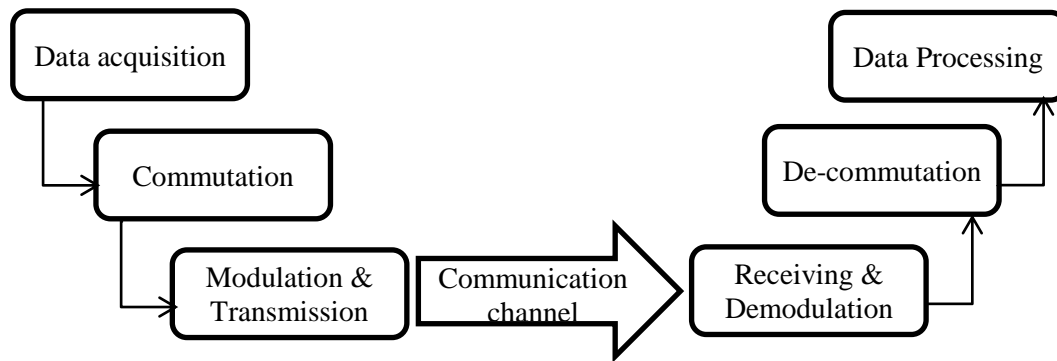 Data acquisition
Commutation
Modulation &
Transmission
Communication
channel
Receiving &
Demodulation
De-commutation
Data Processing